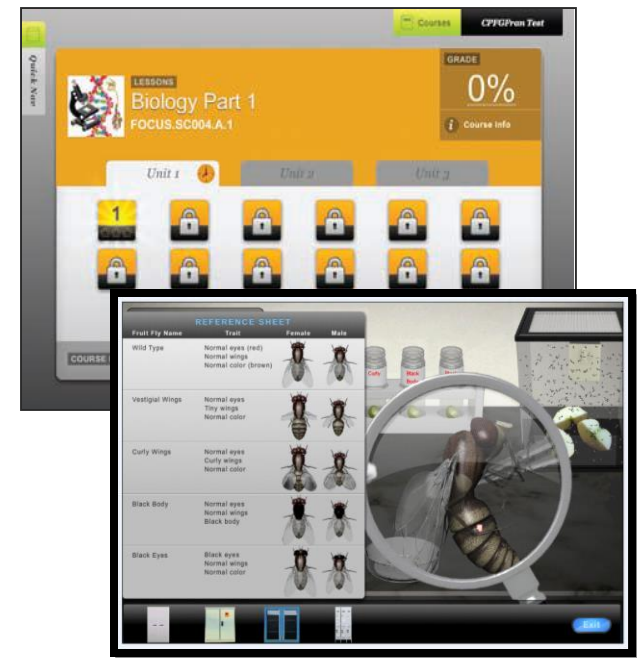 Courses
CPFGPran Test
Quick Nav
LESSONS
Biology Part 1
FOCUS.SC004.A.1
GRADE
0%
i Course Info
Unit 1
Unit 2
Unit 3
1
COURSE
REFERENCE SHEET
Fruit Fly Name Trait Female Male
Wild Type Normal eyes (red)
Normal wings
Normal color (brown)
Vestigial Wings Normal eyes
Tiny wings
Normal color
Curly Wings Normal eyes
Curly wings
Normal color
Black Body Normal eyes
Normal wings
Black body
Black Eyes Black eyes
Normal wings
Normal color
Curly
Black
Exit